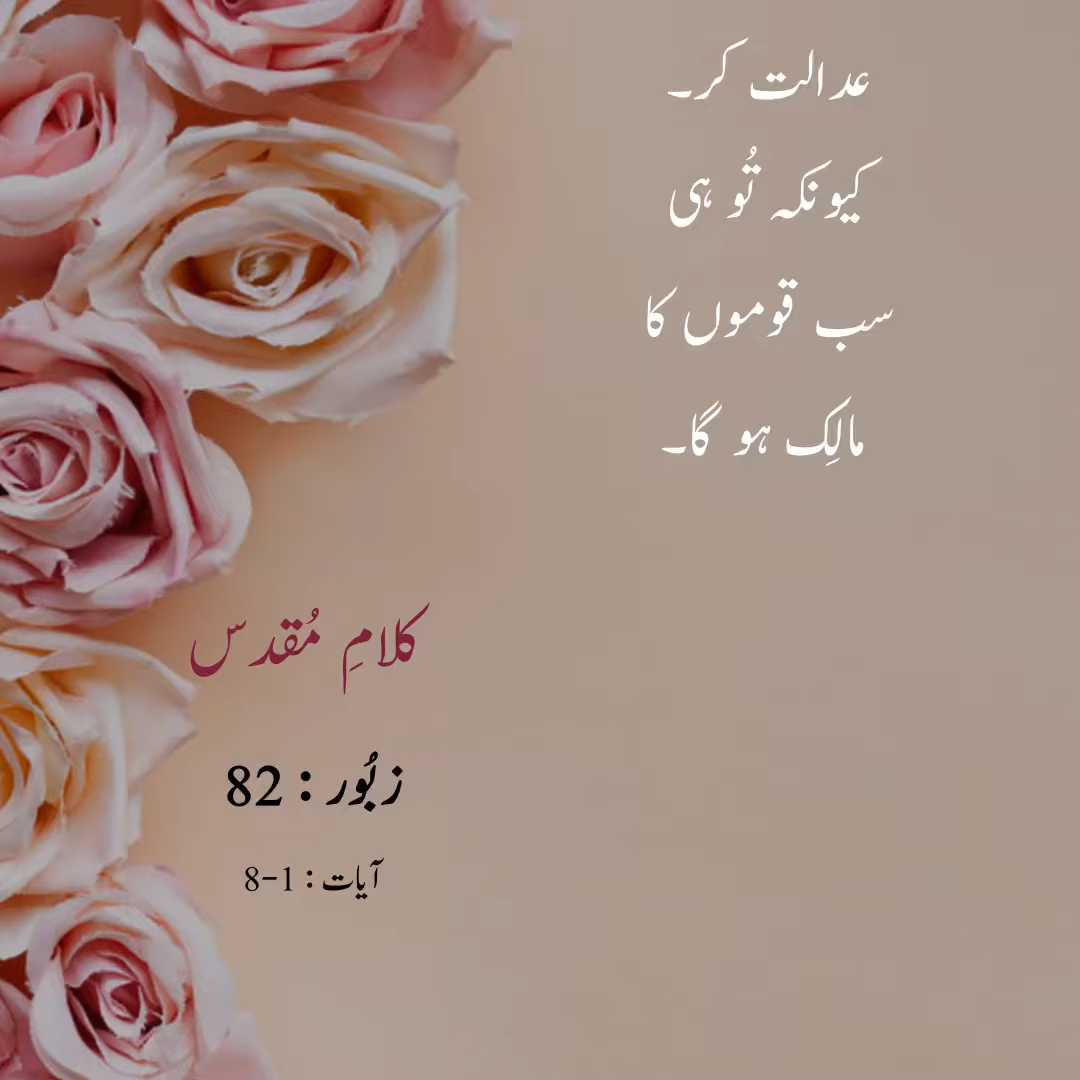 عدالت کر۔
کیونکہ تُو ہی
سب قوموں کا
مالِک ہو گا۔
کلامِ مُقدس
زبُور : 82
آیات : 1-8